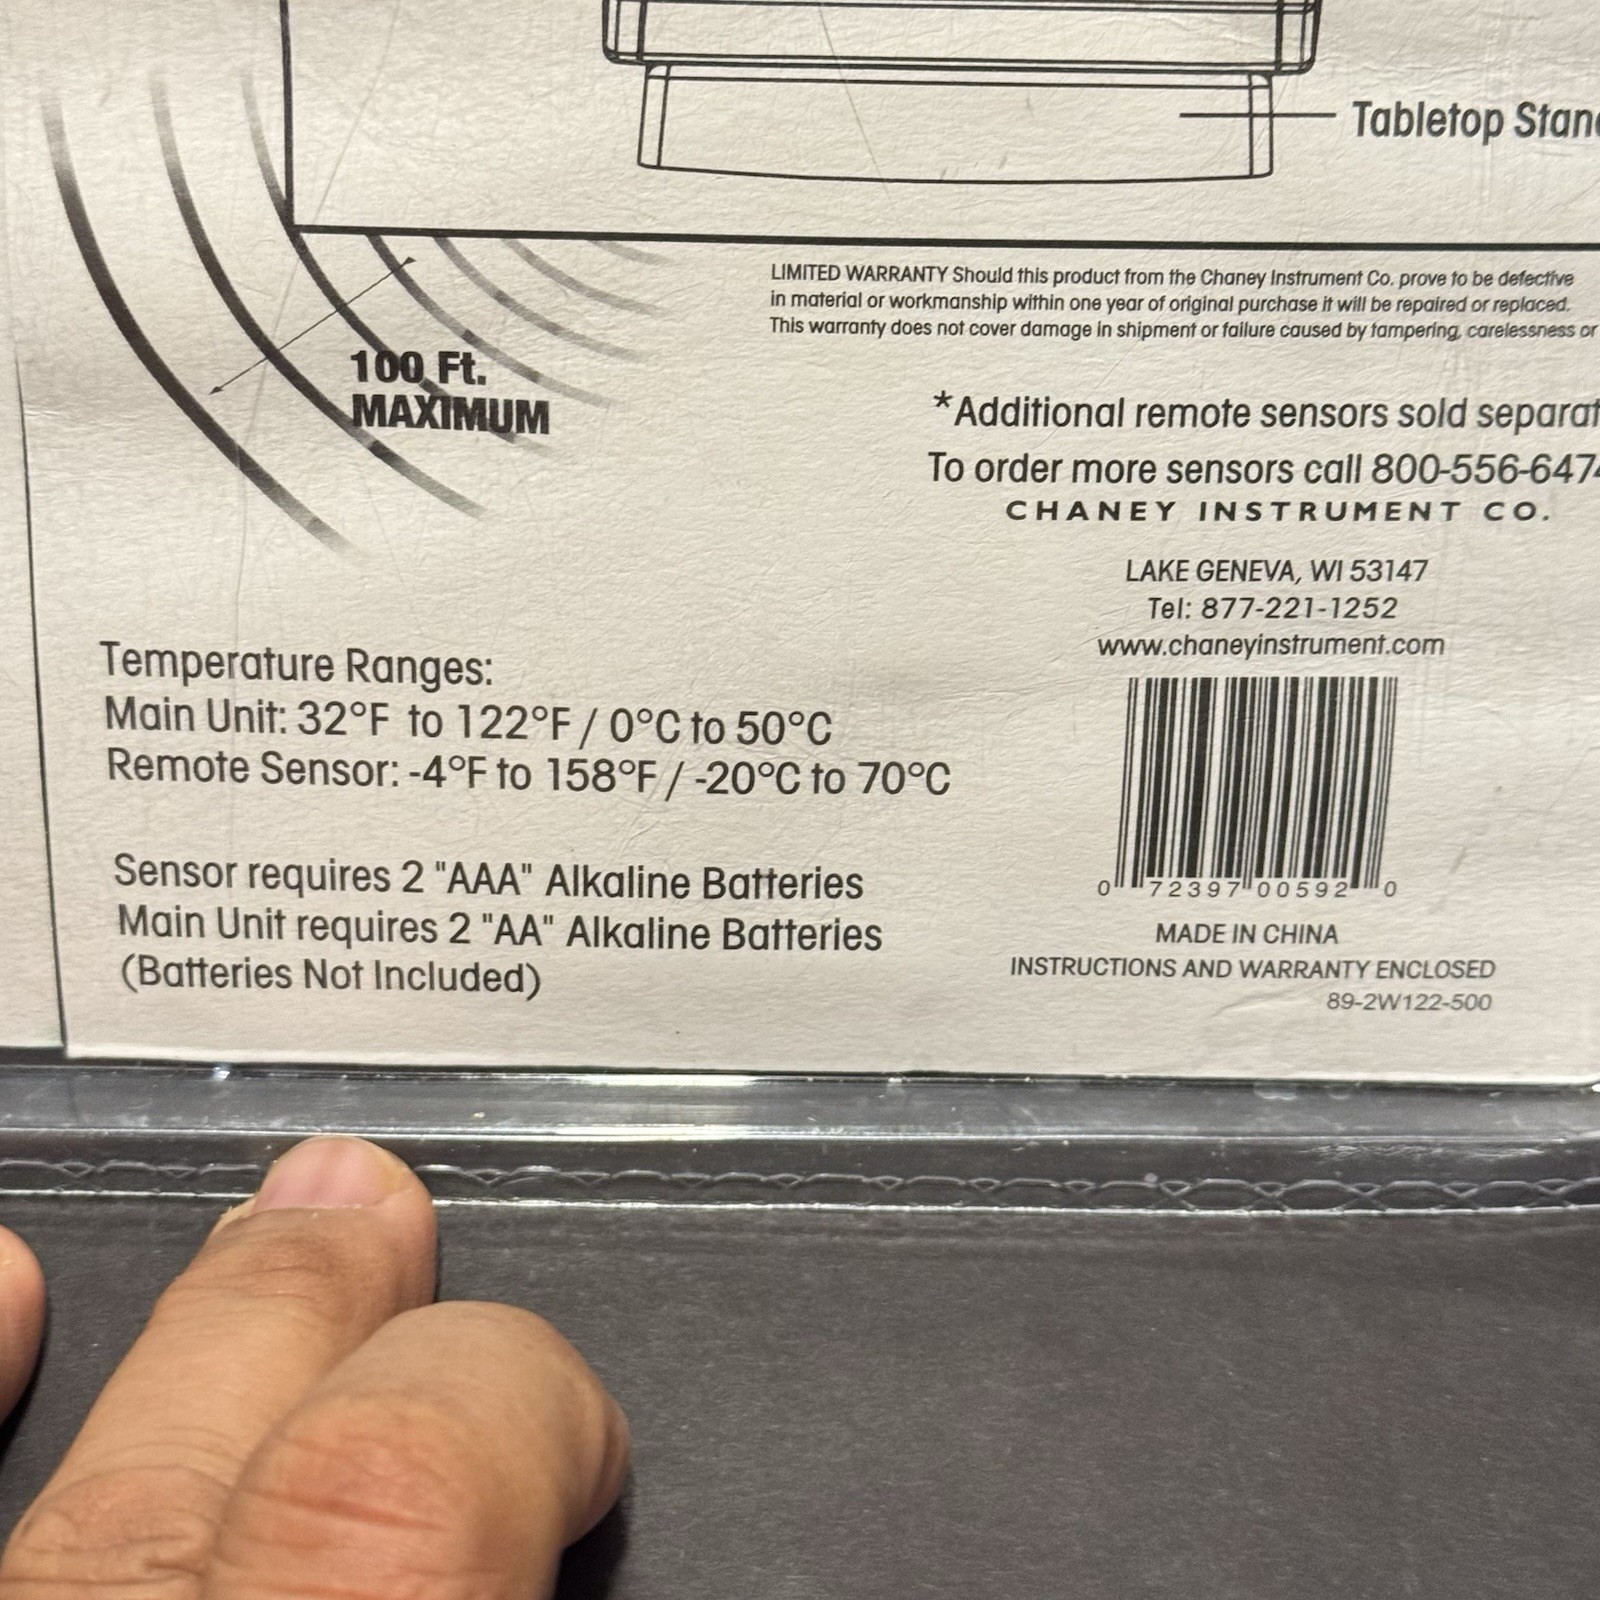 Tabletop
LIMITED WARRANTY Should this product from the Chaney Instrument Co. prove to be defective
in material or workmanship within one year of original purchase it will be repaired or replaced.
This warranty does not cover damage in shipment or failure caused by tampering, carelessness or
100 Ft.
MAXIMUM
*Additional remote sensors sold
To order more sensors call 800-556-647
CHANEY INSTRUMENT CO.
LAKE GENEVA, WI 53147
Tel: 877-221-1252
www.chaneyinstrument.com
Temperature Ranges:
Main Unit: 32°F to 122°F / 0°C to 50°C
Remote Sensor: -4°F to 158°F / -20°C to 70°C
Sensor requires 2 "AAA" Alkaline Batteries
Main Unit requires 2 "AA" Alkaline Batteries
(Batteries Not Included)
0 72397 00592 0
MADE IN CHINA
INSTRUCTIONS AND WARRANTY ENCLOSED
89-2W122-500